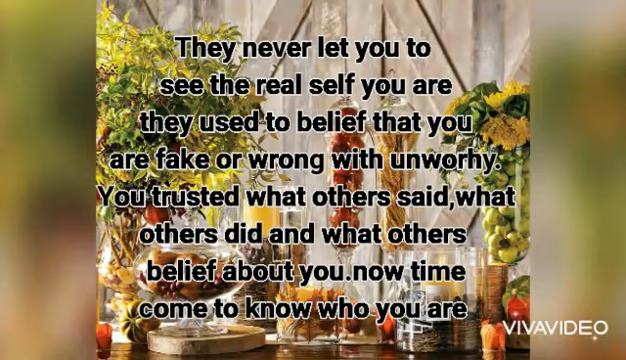 They never let you to
see the real self you are
they used to belief that you
are fake or wrong with unworhy.
You trusted what others said,what
others did and what others
belief about you.now time
come to know who you are
VIVAVIDEO